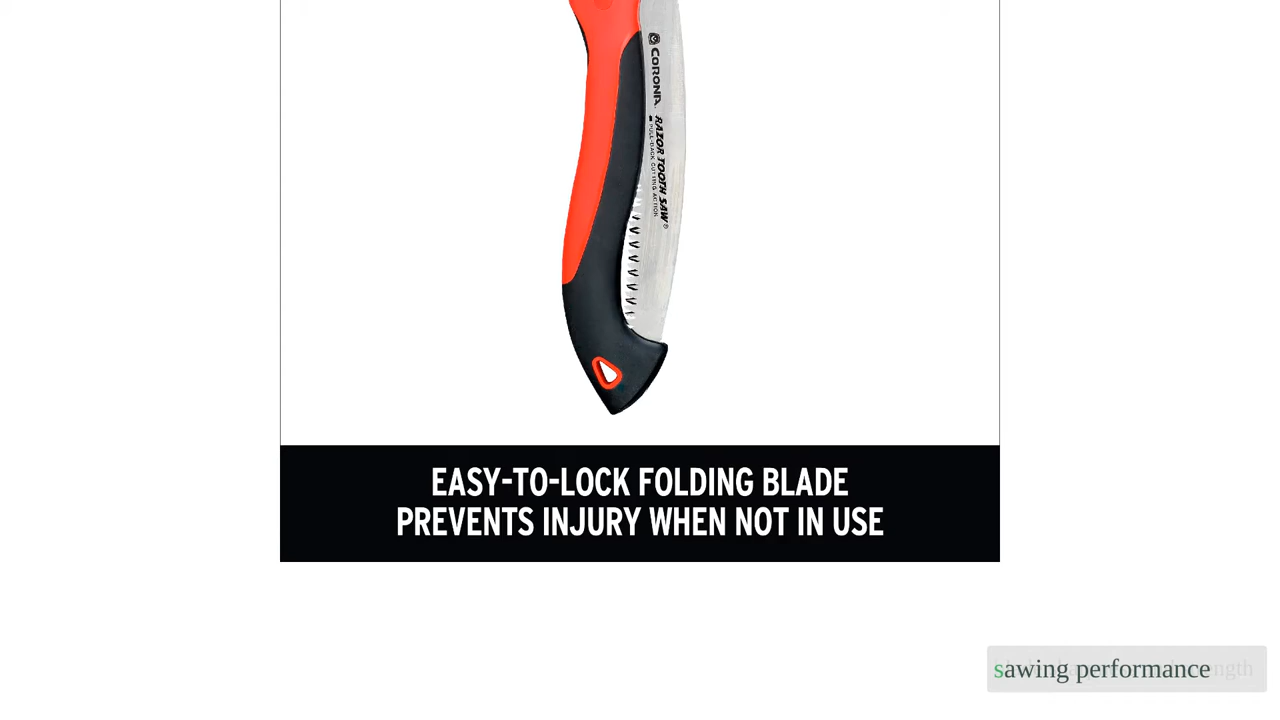 CORONA
RAZOR TOOTH SAW®
PULL-BACK CUTTING ACTION
EASY-TO-LOCK FOLDING BLADE
PREVENTS INJURY WHEN NOT IN USE
sawing performance